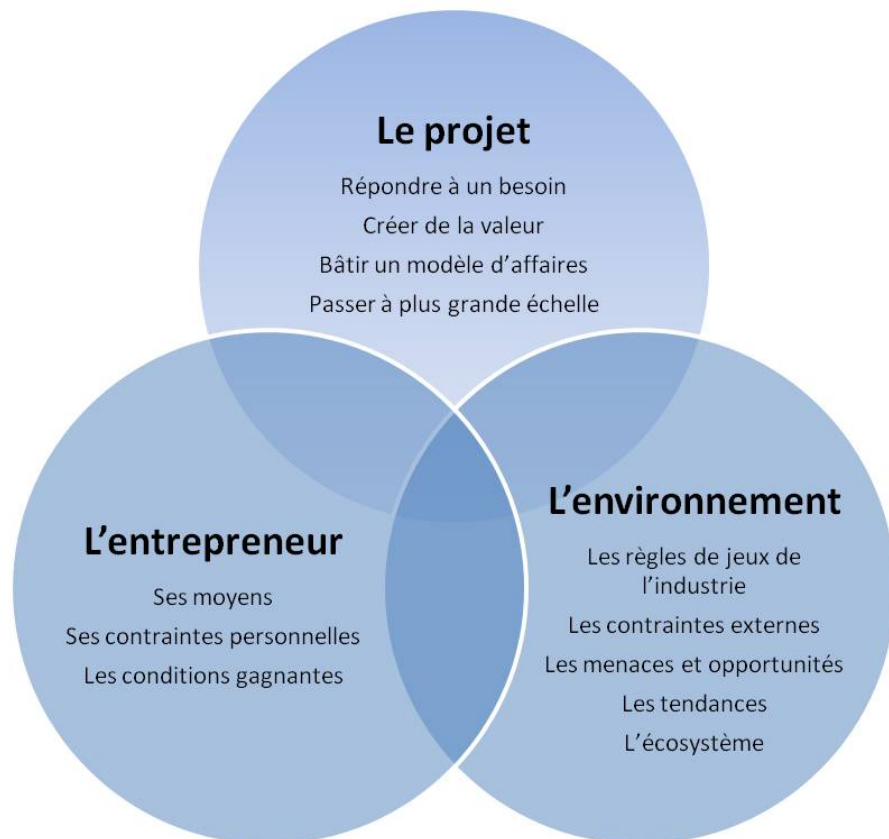 Le projet
Répondre à un besoin
Créer de la valeur
Bâtir un modèle d’affaires
Passer à plus grande échelle
L’entrepreneur
Ses moyens
Ses contraintes personnelles
Les conditions gagnantes
L’environnement
Les règles de jeux de
l’industrie
Les contraintes externes
Les menaces et opportunités
Les tendances
L’écosystème